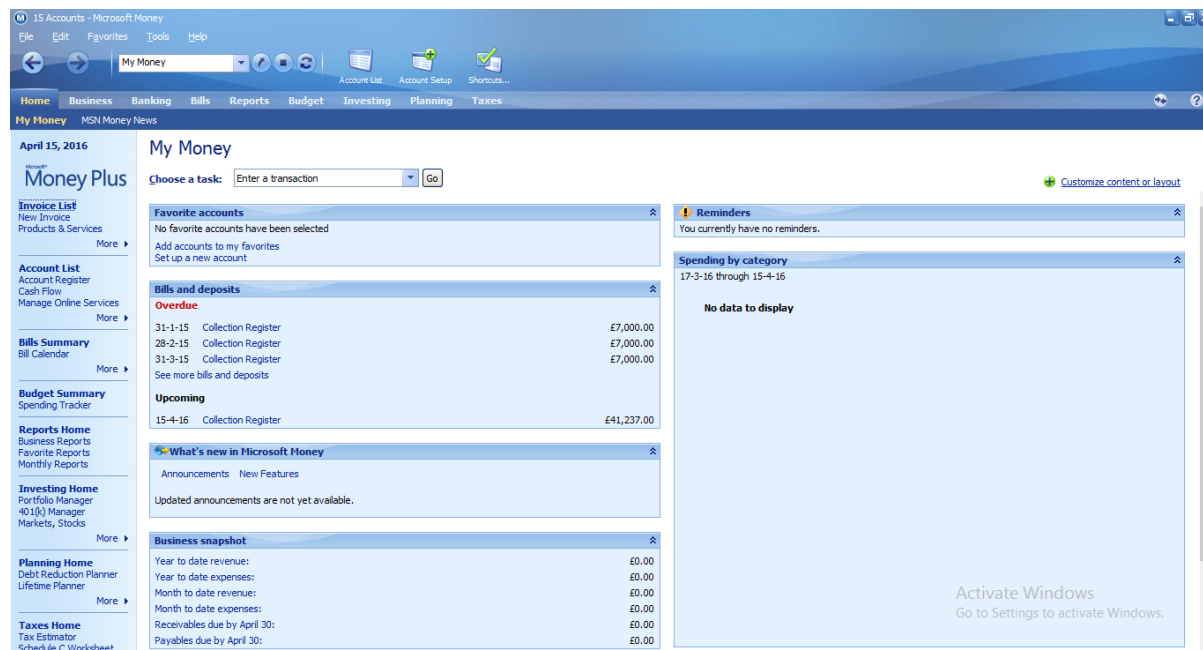 15 Accounts - Microsoft Money
File Edit Favorites Tools Help
My Money
Account List Account Setup Shortcuts...
Home Business Banking Bills Reports Budget Investing Planning Taxes
My Money MSN Money News
April 15, 2016
Microsoft
Money Plus
Invoice List
New Invoice
Products & Services
More
Account List
Account Register
Cash Flow
Manage Online Services
More
Bills Summary
Bill Calendar
More
Budget Summary
Spending Tracker
Reports Home
Business Reports
Favorite Reports
Monthly Reports
Investing Home
Portfolio Manager
401(k) Manager
Markets, Stocks
More
Planning Home
Debt Reduction Planner
Lifetime Planner
More
Taxes Home
Tax Estimator
Schedule C Worksheet
My Money
Choose a task: Enter a transaction Go
Customize content or layout
Favorite accounts
No favorite accounts have been selected
Add accounts to my favorites
Set up a new account
Bills and deposits
Overdue
31-1-15 Collection Register £7,000.00
28-2-15 Collection Register £7,000.00
31-3-15 Collection Register £7,000.00
See more bills and deposits
Upcoming
15-4-16 Collection Register £41,237.00
What's new in Microsoft Money
Announcements New Features
Updated announcements are not yet available.
Business snapshot
Year to date revenue: £0.00
Year to date expenses: £0.00
Month to date revenue: £0.00
Month to date expenses: £0.00
Receivables due by April 30: £0.00
Payables due by April 30: £0.00
Reminders
You currently have no reminders.
Spending by category
17-3-16 through 15-4-16
No data to display
Activate Windows
Go to Settings to activate Windows.